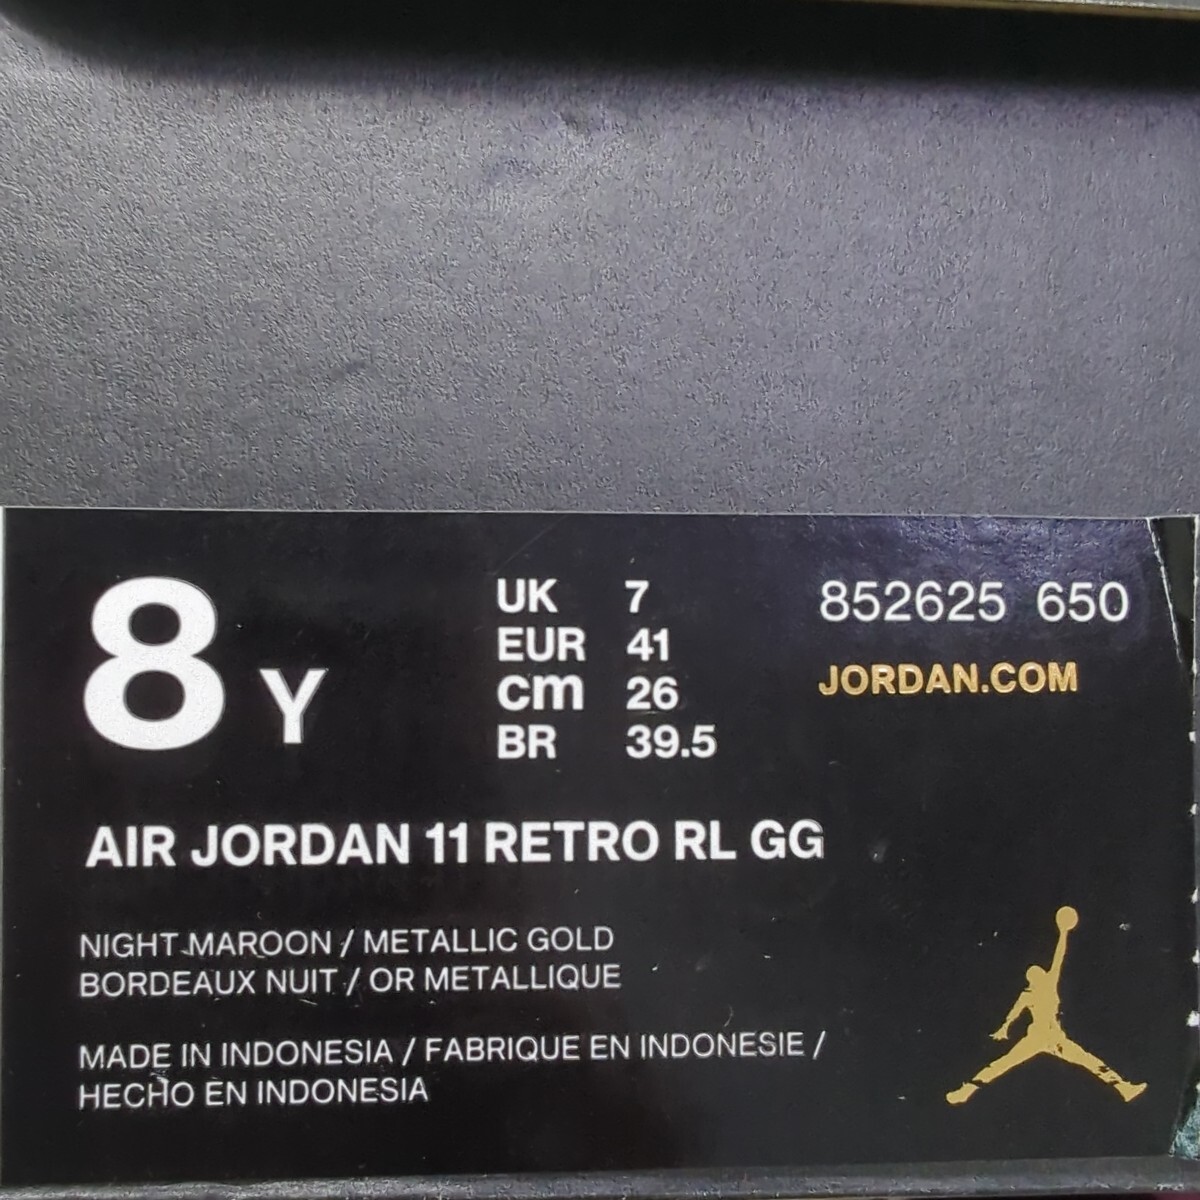 8 Y
UK 7
EUR 41
cm 26
BR 39.5
852625 650
JORDAN.COM
AIR JORDAN 11 RETRO RL GG
NIGHT MAROON / METALLIC GOLD
BORDEAUX NUIT / OR METALLIQUE
MADE IN INDONESIA / FABRIQUE EN INDONESIE /
HECHO EN INDONESIA